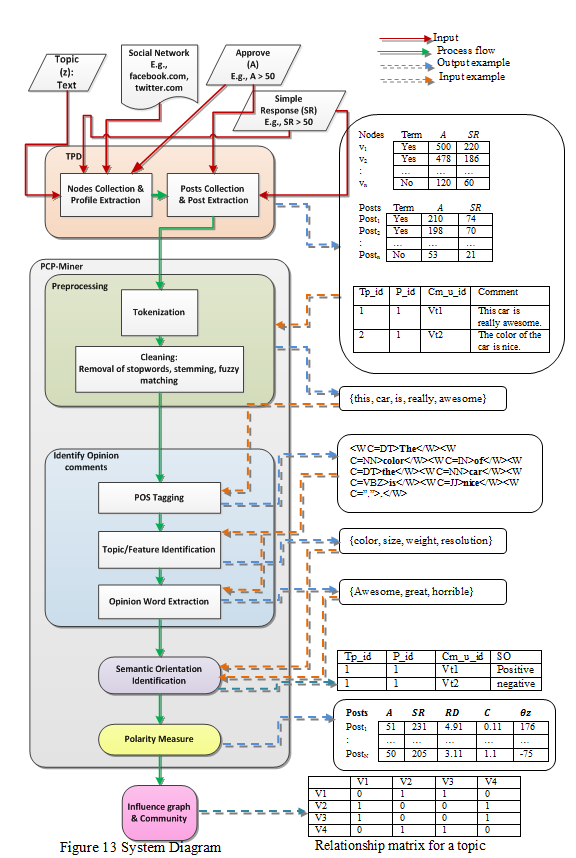 Topic
(z):
Text
Social Network
E.g.,
facebook.com,
twitter.com
Approve
(A)
E.g., A > 50
Simple
Response (SR)
E.g., SR > 50
Input
Process flow
Output example
Input example
TPD
Nodes Collection &
Profile Extraction
Posts Collection
& Post Extraction
Nodes Term A SR
v1 Yes 500 220
v2 Yes 478 186
: ... ... ...
vn No 120 60
Posts Term A SR
Post1 Yes 210 74
Post2 Yes 198 70
: ... ... ...
Postn No 53 21
Tp_id P_id Cm_u_id Comment
1 1 Vt1 This car is
really awesome.
2 1 Vt2 The color of the
car is nice.
PCP-Miner
Preprocessing
Tokenization
Cleaning:
Removal of stopwords, stemming, fuzzy
matching
{this, car, is, really, awesome}
Identify Opinion
comments
POS Tagging
Topic/Feature Identification
Opinion Word Extraction
<WC=DT>The</W><W
C=NN>color</W><WC=IN>of</W><W
C=DT>the</W><WC=NN>car</W><W
C=VBZ>is</W><WC=JJ>nice</W><W
C=".">.</W>
{color, size, weight, resolution}
{Awesome, great, horrible}
Semantic Orientation
Identification
Tp_id P_id Cm_u_id SO
1 1 Vt1 Positive
1 1 Vt2 negative
Polarity Measure
Posts A SR RD C θz
Post1 51 231 4.91 0.11 176
: ... ... ... ...
PostN 50 205 3.11 1.1 -75
Influence graph
& Community
V1 V2 V3 V4
V1 0 1 1 0
V2 1 0 0 1
V3 1 0 0 1
V4 0 1 1 0
Figure 13 System Diagram
Relationship matrix for a topic